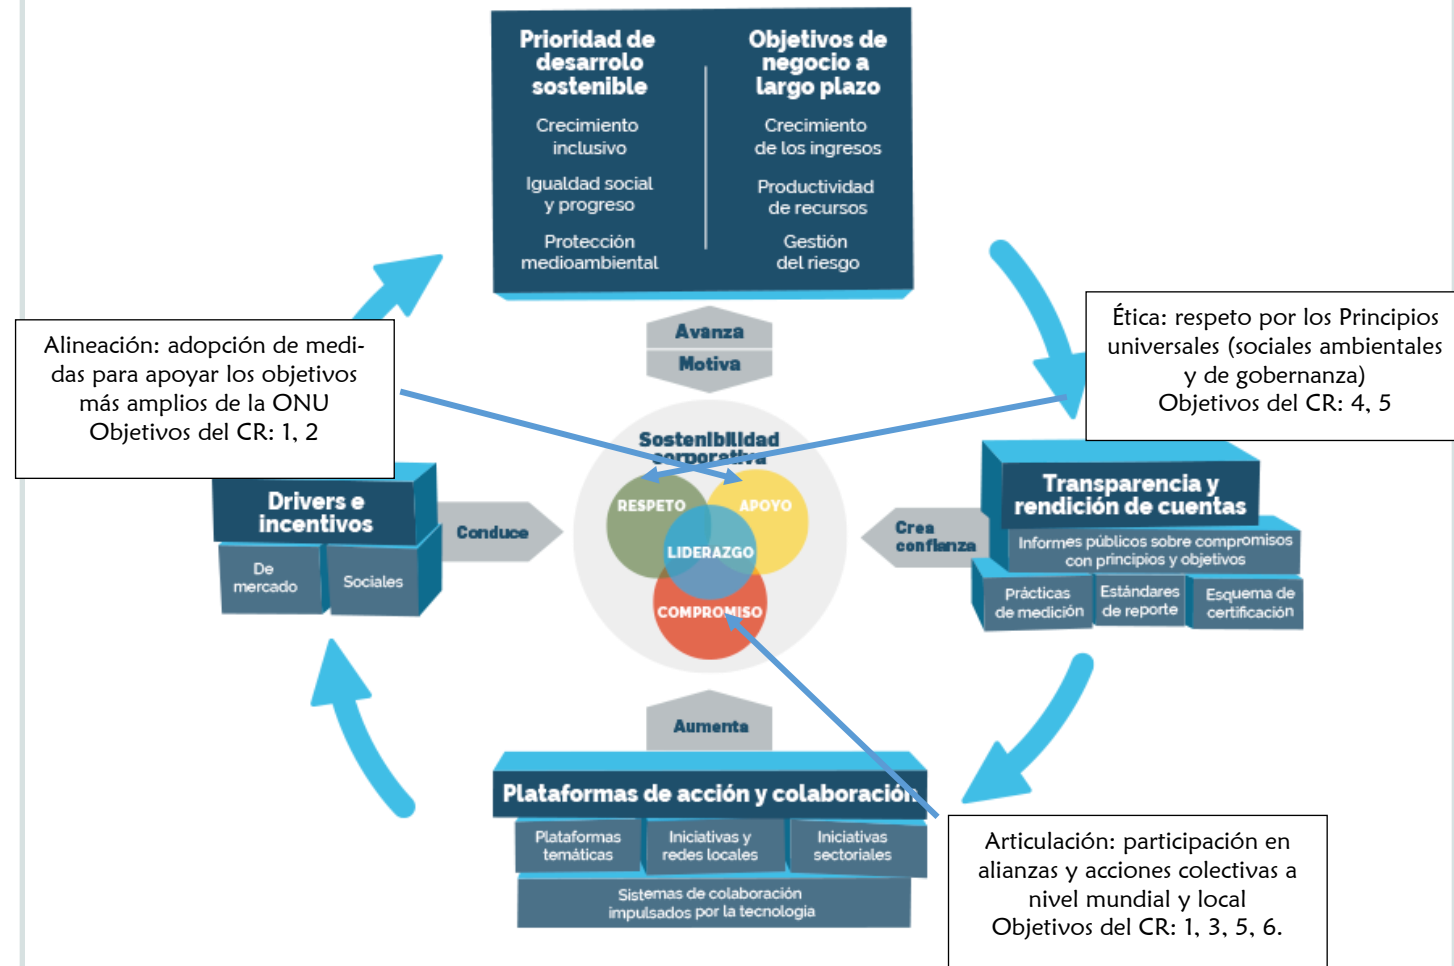 Prioridad de
desarrolo
sostenible
Crecimiento
inclusivo
Igualdad social
y progreso
Protección
medioambiental
Objetivos de
negocio a
largo plazo
Crecimiento
de los ingresos
Productividad
de recursos
Gestión
del riesgo
Avanza
Motiva
Alineación: adopción de medi-
das para apoyar los objetivos
más amplios de la ONU
Objetivos del CR: 1, 2
Ética: respeto por los Principios
universales (sociales ambientales
y de gobernanza)
Objetivos del CR: 4, 5
Sostenibilidad
corporativa
RESPETO
APOYO
LIDERAZGO
COMPROMISO
Drivers e
incentivos
De
mercado
Sociales
Conduce
Crea
confianza
Transparencia y
rendición de cuentas
Informes públicos sobre compromisos
con principios y objetivos
Prácticas
de medición
Estándares
de reporte
Esquema de
certificación
Aumenta
Plataformas de acción y colaboración
Plataformas
temáticas
Iniciativas y
redes locales
Iniciativas
sectoriales
Sistemas de colaboración
impulsados por la tecnología
Articulación: participación en
alianzas y acciones colectivas a
nivel mundial y local
Objetivos del CR: 1, 3, 5, 6.